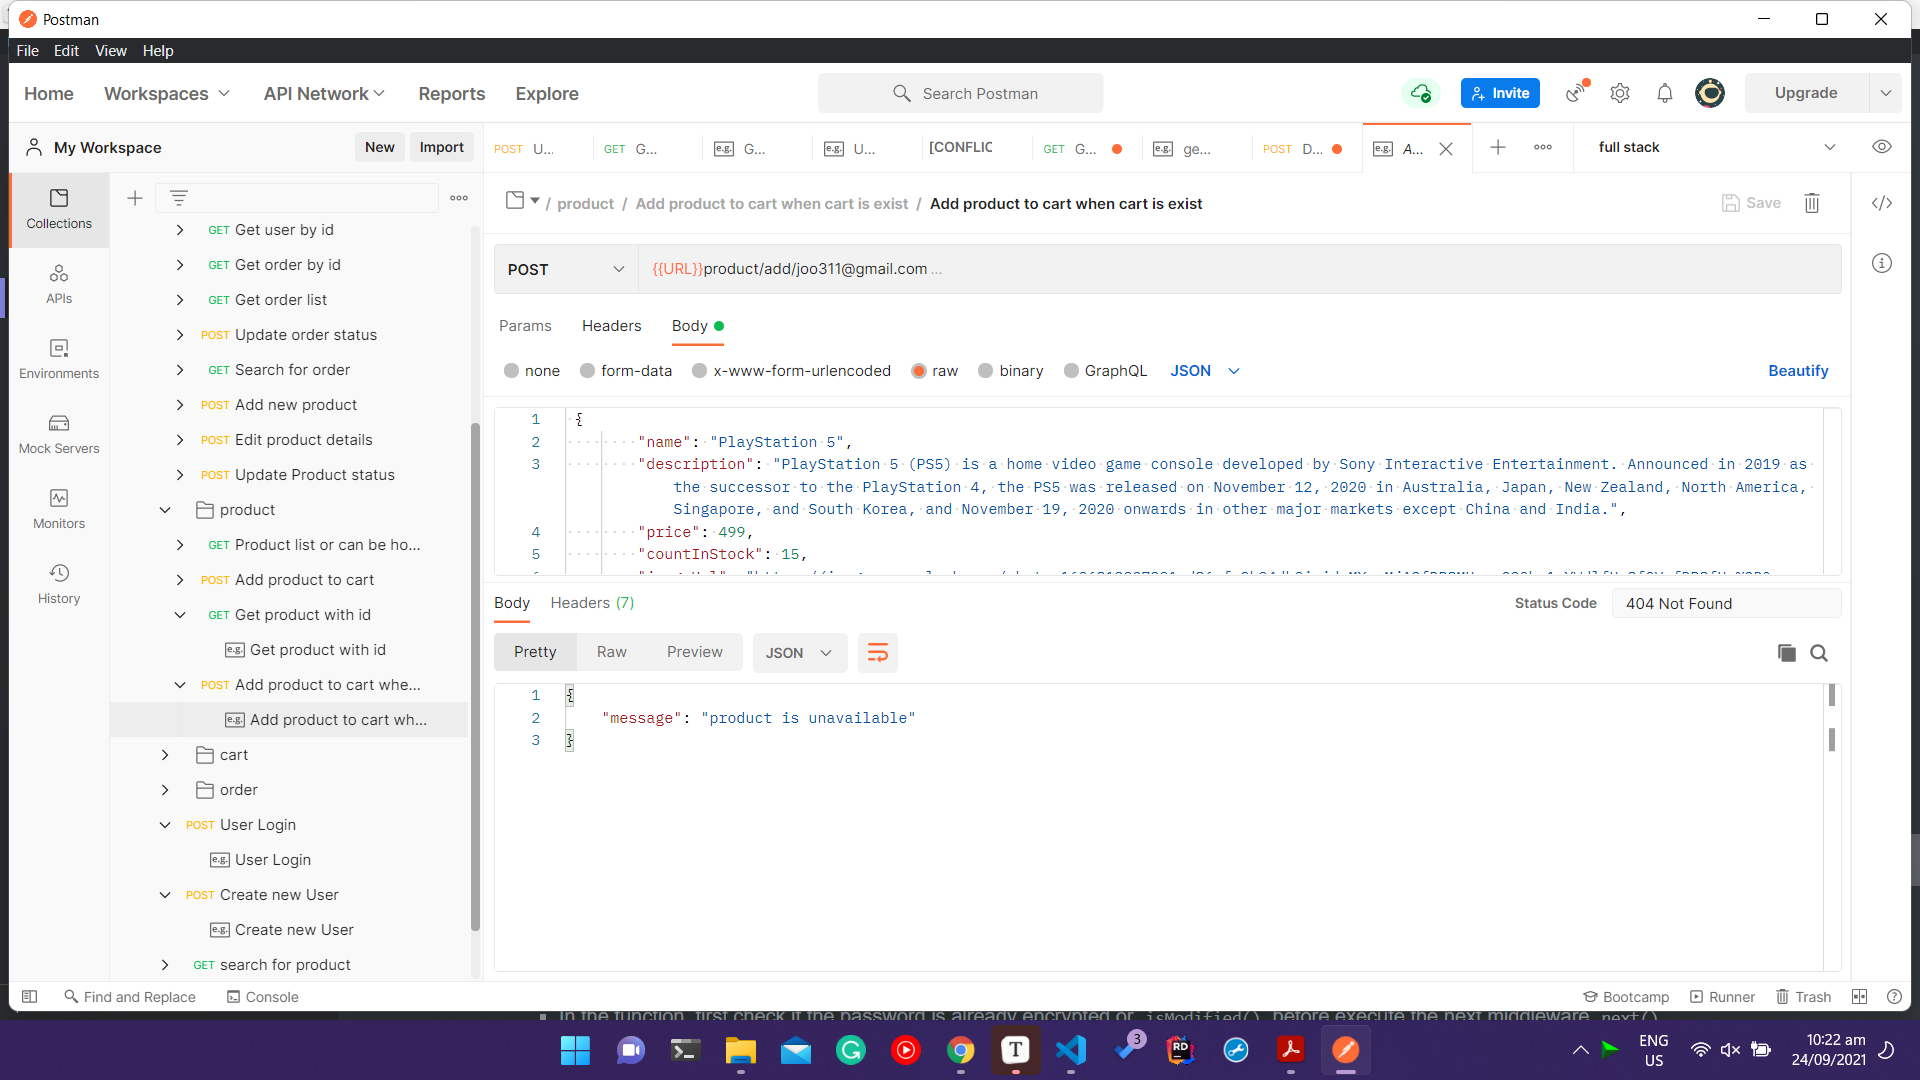 Postman
File Edit View Help
Home Workspaces API Network Reports Explore Search Postman Invite Upgrade
My Workspace New Import POST U... GET G... e.g. G... e.g. U... [CONFLIC GET G... e.g. ge... POST D... e.g. A... full stack
/ product / Add product to cart when cart is exist / Add product to cart when cart is exist Save
Collections
APIs
Environments
Mock Servers
Monitors
History
GET Get user by id
GET Get order by id
GET Get order list
POST Update order status
GET Search for order
POST Add new product
POST Edit product details
POST Update Product status
product
GET Product list or can be ho...
POST Add product to cart
GET Get product with id
e.g. Get product with id
POST Add product to cart whe...
e.g. Add product to cart wh...
cart
order
POST User Login
e.g. User Login
POST Create new User
e.g. Create new User
GET search for product
POST {{URL}}product/add/joo311@gmail.com ...
Params Headers Body
none form-data x-www-form-urlencoded raw binary GraphQL JSON Beautify
1 {
2 "name": "PlayStation 5",
3 "description": "PlayStation 5 (PS5) is a home video game console developed by Sony Interactive Entertainment. Announced in 2019 as
the successor to the PlayStation 4, the PS5 was released on November 12, 2020 in Australia, Japan, New Zealand, North America,
Singapore, and South Korea, and November 19, 2020 onwards in other major markets except China and India.",
4 "price": 499,
5 "countInStock": 15,
Body Headers (7) Status Code 404 Not Found
Pretty Raw Preview JSON
1 {
2 "message": "product is unavailable"
3 }
Find and Replace Console Bootcamp Runner Trash
In the function, first check if the password is already encrypted or isModified(), before execute the next middleware next()
T 3 RD ENG 10:22 am
US 24/09/2021